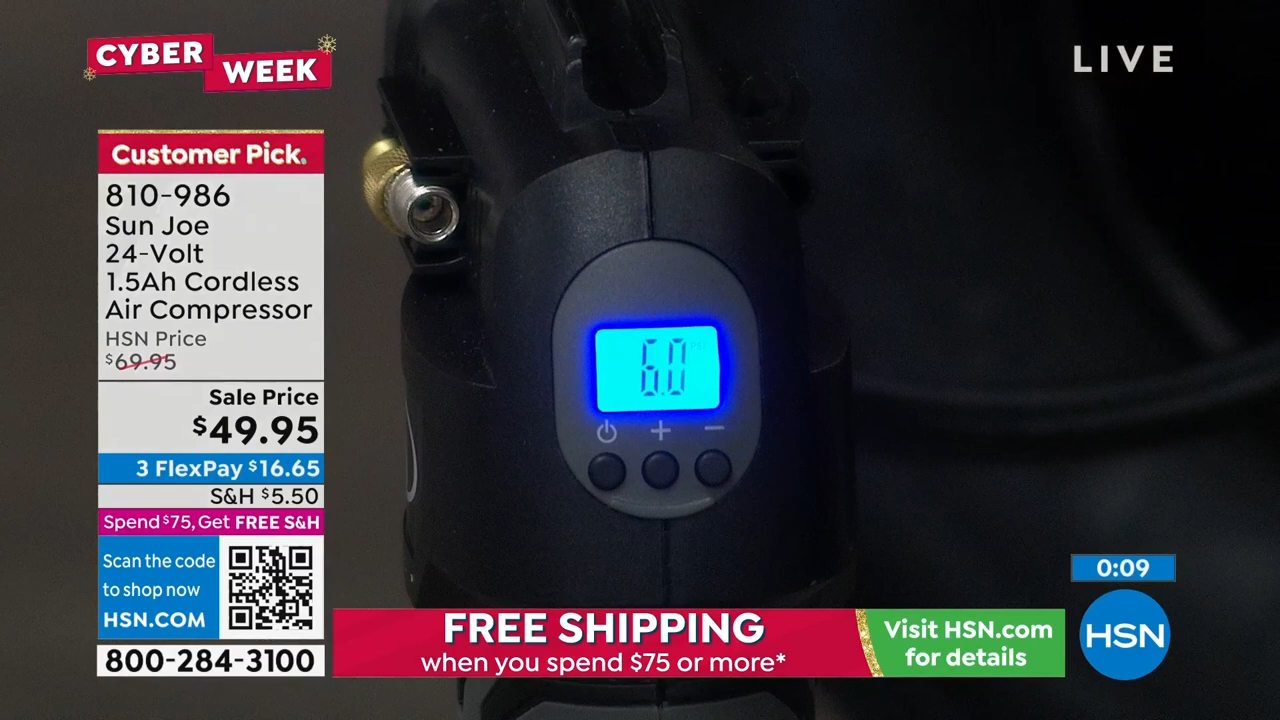 CYBER
WEEK
LIVE
Customer Pick.
810-986
Sun Joe
24-Volt
1.5Ah Cordless
Air Compressor
HSN Price
$69.95
Sale Price
$49.95
3 FlexPay $16.65
S&H $5.50
Spend $75, Get FREE S&H
Scan the code
to shop now
HSN.COM
800-284-3100
6.0 PSI
FREE SHIPPING
when you spend $75 or more*
Visit HSN.com
for details
0:09
HSN